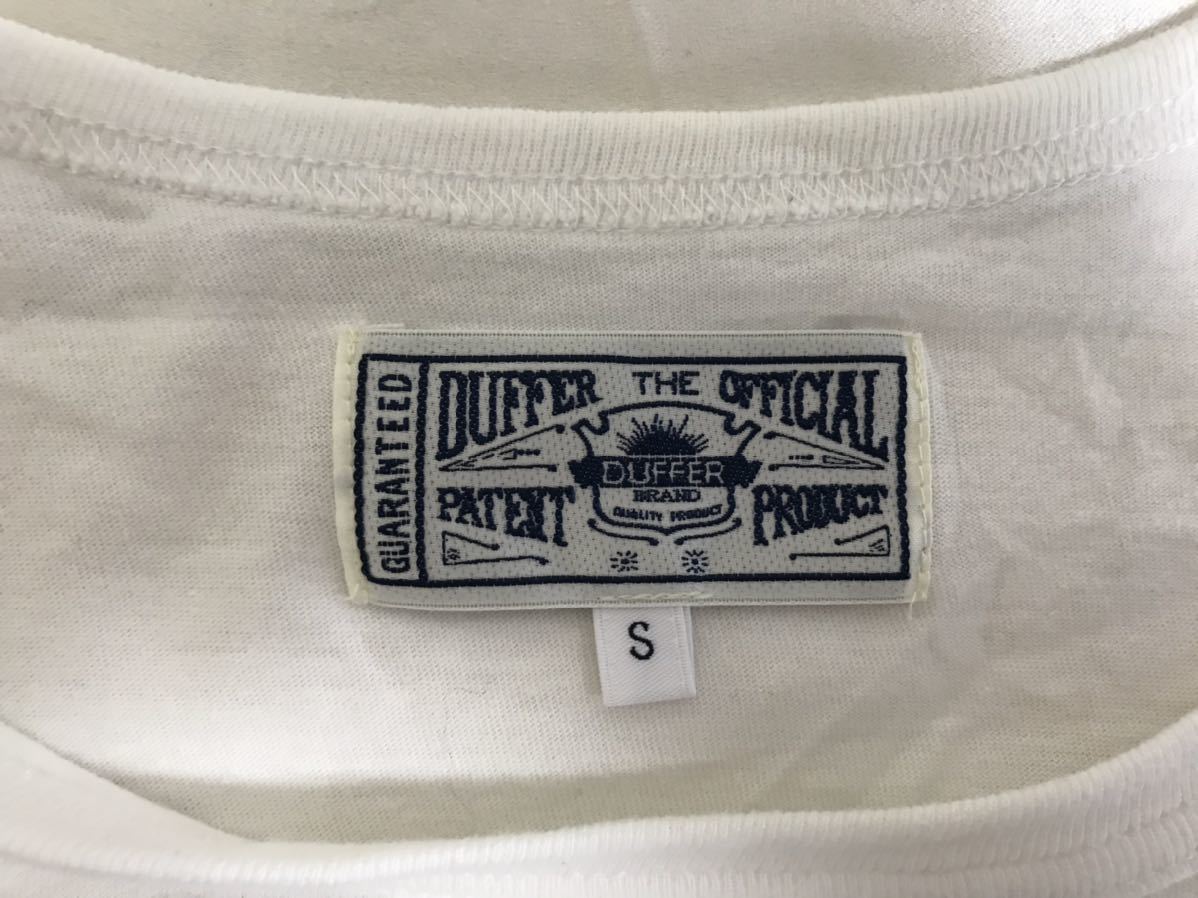 GUARANTEED
DUFFER THE OFFICIAL
DUFFER
BRAND
QUALITY PRODUCT
PATENT PRODUCT
S